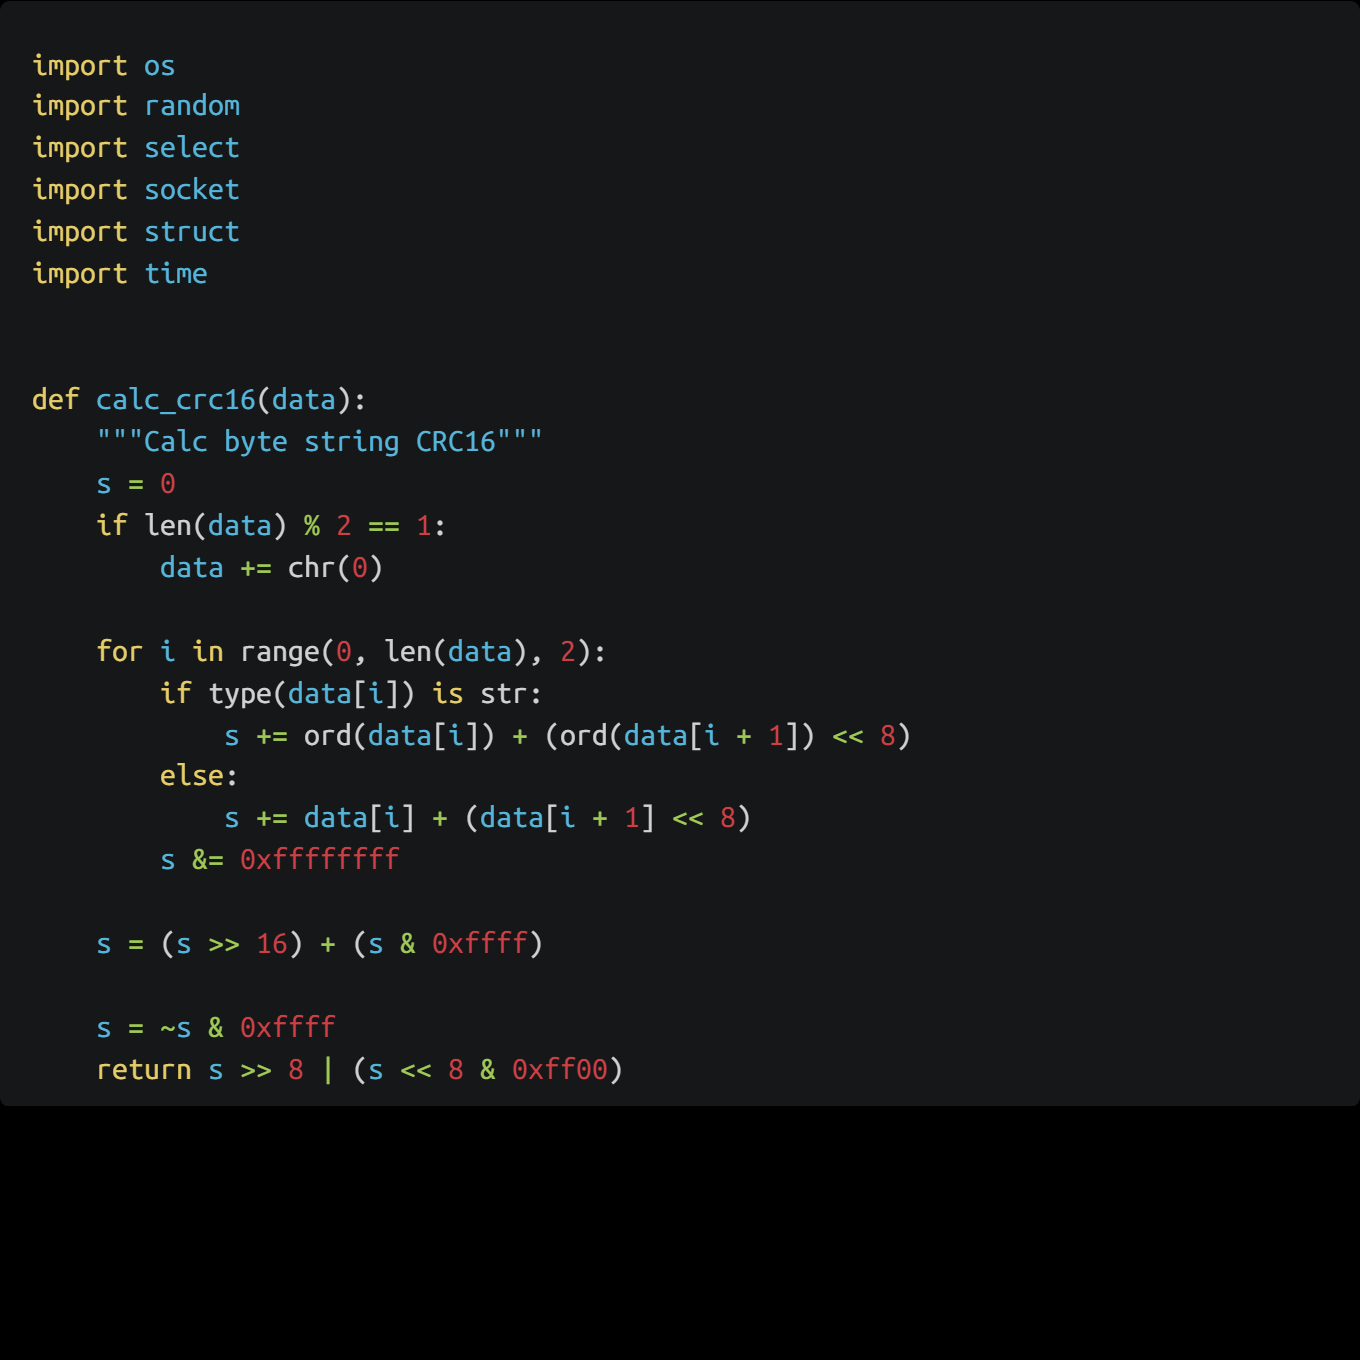 import os
import random
import select
import socket
import struct
import time
def calc_crc16(data):
    """Calc byte string CRC16"""
    s = 0
    if len(data) % 2 == 1:
        data += chr(0)
    for i in range(0, len(data), 2):
        if type(data[i]) is str:
            s += ord(data[i]) + (ord(data[i + 1]) << 8)
        else:
            s += data[i] + (data[i + 1] << 8)
        s &= 0xffffffff
    s = (s >> 16) + (s & 0xffff)
    s = ~s & 0xffff
    return s >> 8 | (s << 8 & 0xff00)